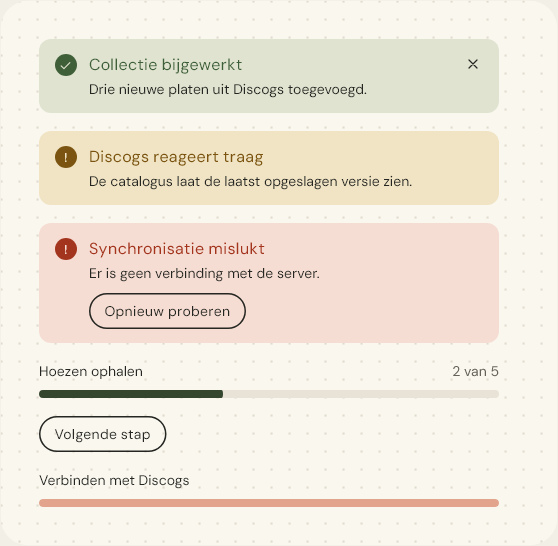 Collectie bijgewerkt
Drie nieuwe platen uit Discogs toegevoegd.
Discogs reageert traag
De catalogus laat de laatst opgeslagen versie zien.
Synchronisatie mislukt
Er is geen verbinding met de server.
Opnieuw proberen
Hoezen ophalen 2 van 5
Volgende stap
Verbinden met Discogs